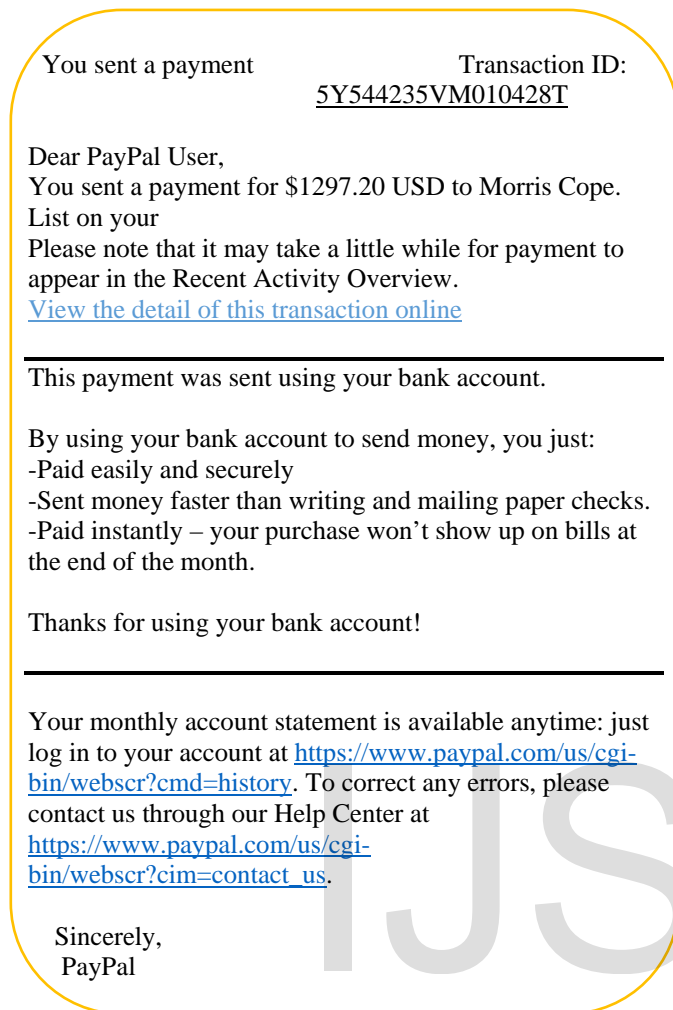 You sent a payment Transaction ID:
5Y544235VM010428T
Dear PayPal User,
You sent a payment for $1297.20 USD to Morris Cope.
List on your
Please note that it may take a little while for payment to
appear in the Recent Activity Overview.
View the detail of this transaction online
This payment was sent using your bank account.
By using your bank account to send money, you just:
-Paid easily and securely
-Sent money faster than writing and mailing paper checks.
-Paid instantly – your purchase won’t show up on bills at
the end of the month.
Thanks for using your bank account!
Your monthly account statement is available anytime: just
log in to your account at https://www.paypal.com/us/cgi-
bin/webscr?cmd=history. To correct any errors, please
contact us through our Help Center at
https://www.paypal.com/us/cgi-
bin/webscr?cim=contact_us.
Sincerely,
PayPal
IJS